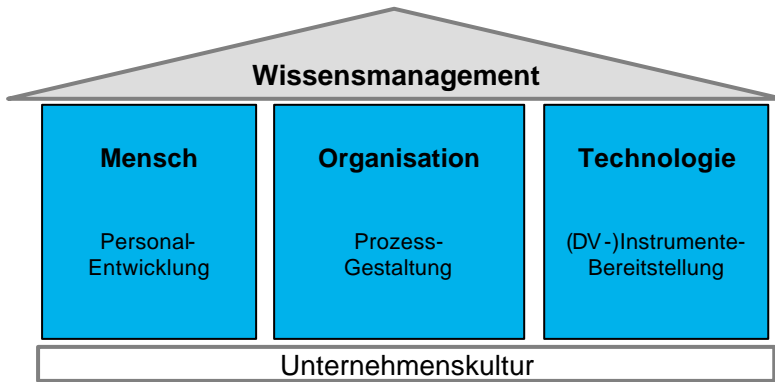 Wissensmanagement
Mensch
Personal-
Entwicklung
Organisation
Prozess-
Gestaltung
Technologie
(DV-)Instrumente-
Bereitstellung
Unternehmenskultur